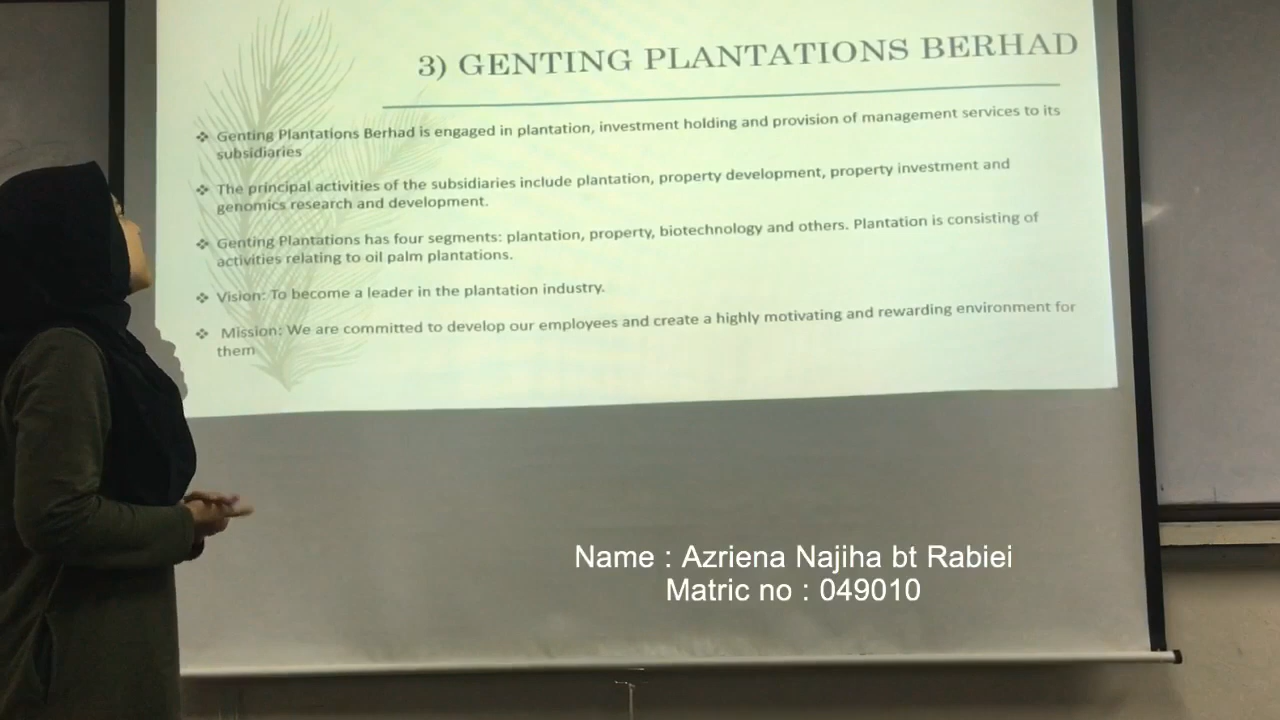 3) GENTING PLANTATIONS BERHAD
❖ Genting Plantations Berhad is engaged in plantation, investment holding and provision of management services to its
subsidiaries
❖ The principal activities of the subsidiaries include plantation, property development, property investment and
genomics research and development.
❖ Genting Plantations has four segments: plantation, property, biotechnology and others. Plantation is consisting of
activities relating to oil palm plantations.
❖ Vision: To become a leader in the plantation industry.
❖ Mission: We are committed to develop our employees and create a highly motivating and rewarding environment for
them
Name : Azriena Najiha bt Rabiei
Matric no : 049010